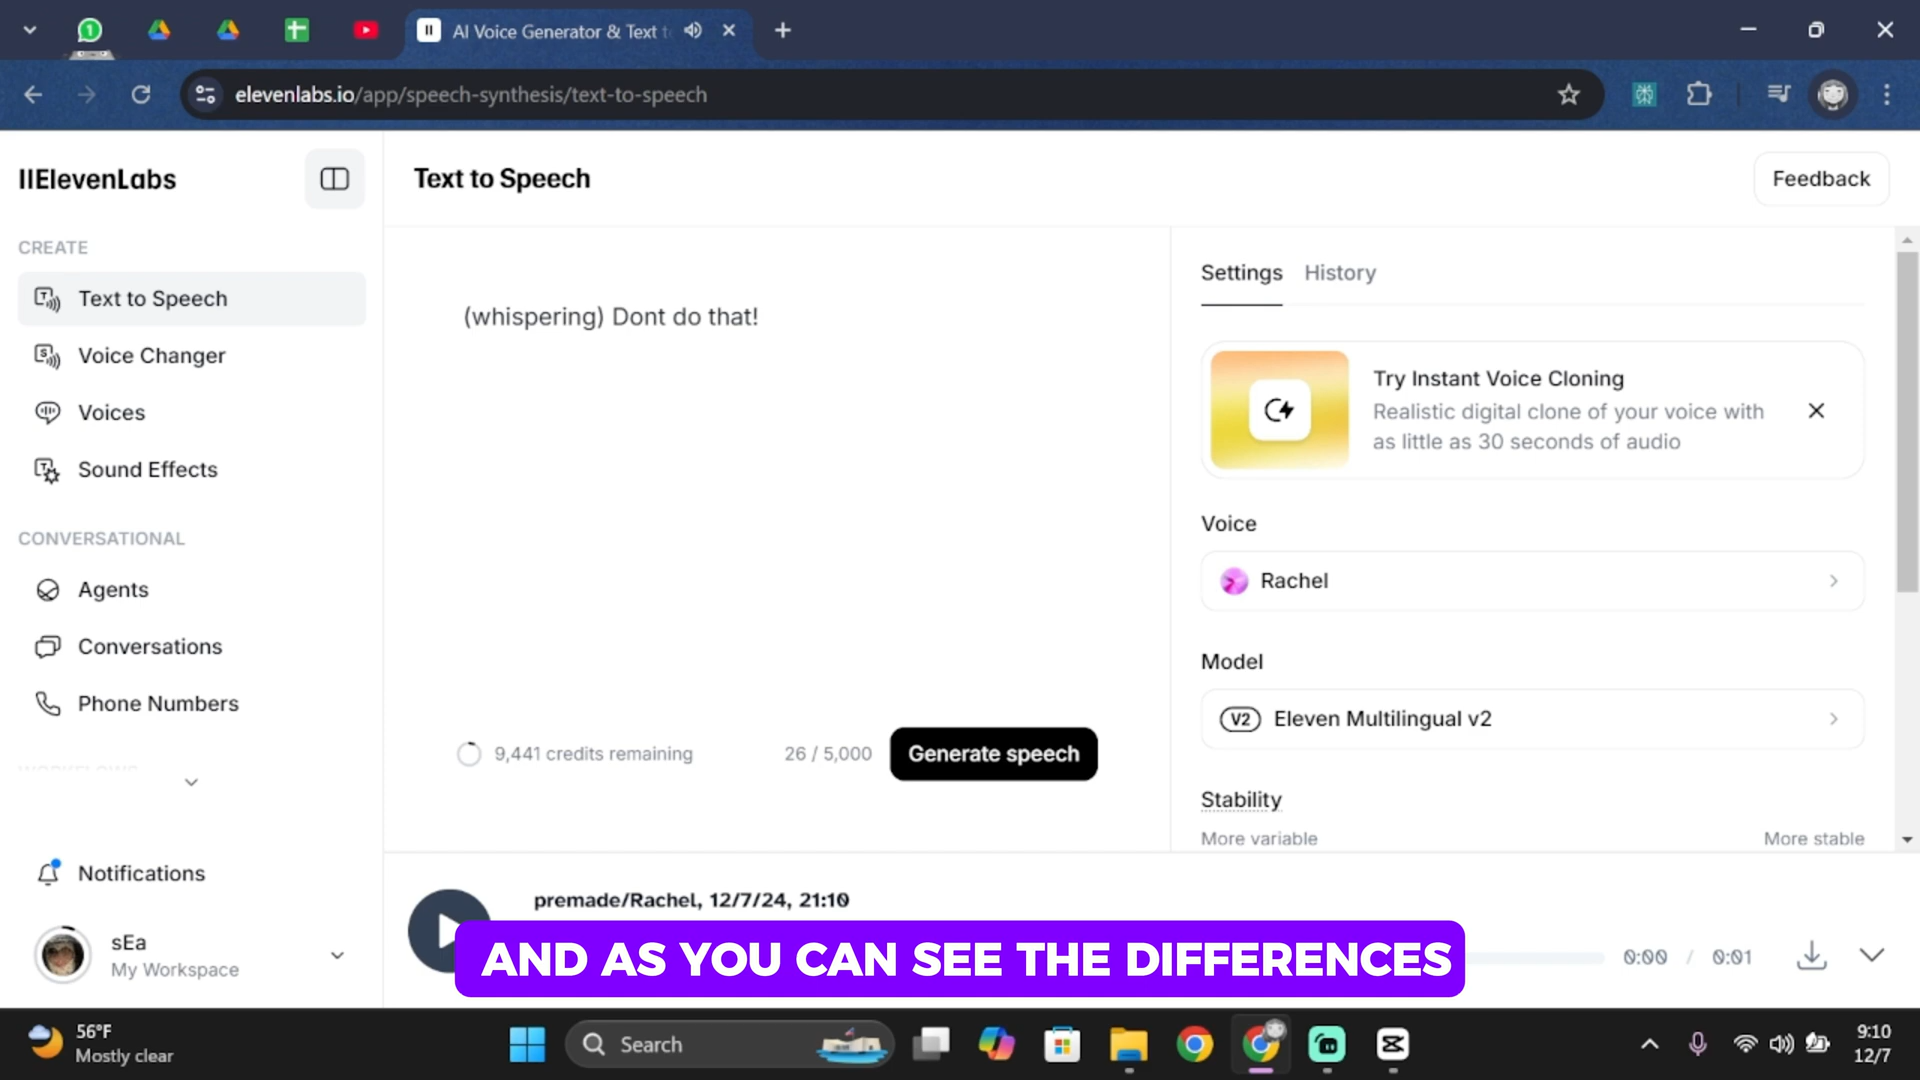 AI Voice Generator & Text t
elevenlabs.io/app/speech-synthesis/text-to-speech
IIElevenLabs
Text to Speech
Feedback
CREATE
Text to Speech
Voice Changer
Voices
Sound Effects
CONVERSATIONAL
Agents
Conversations
Phone Numbers
Notifications
sEa
My Workspace
(whispering) Dont do that!
9,441 credits remaining
26 / 5,000
Generate speech
Settings
History
Try Instant Voice Cloning
Realistic digital clone of your voice with
as little as 30 seconds of audio
Voice
Rachel
Model
V2 Eleven Multilingual v2
Stability
More variable
More stable
premade/Rachel, 12/7/24, 21:10
AND AS YOU CAN SEE THE DIFFERENCES
0:00 / 0:01
56°F
Mostly clear
Search
9:10
12/7